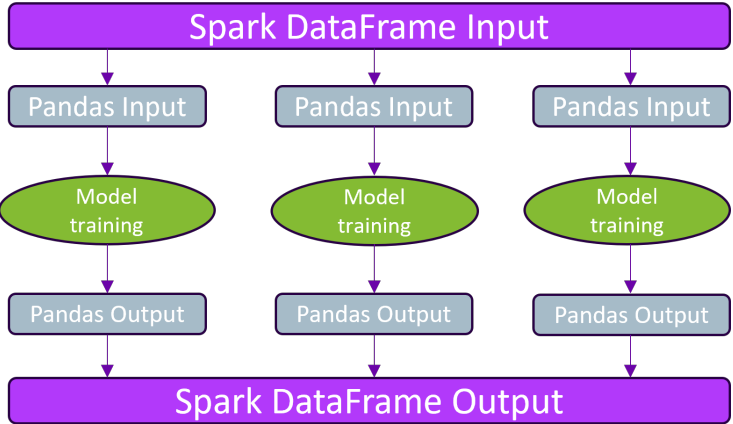 Spark DataFrame Input
Pandas Input
Pandas Input
Pandas Input
Model
training
Model
training
Model
training
Pandas Output
Pandas Output
Pandas Output
Spark DataFrame Output